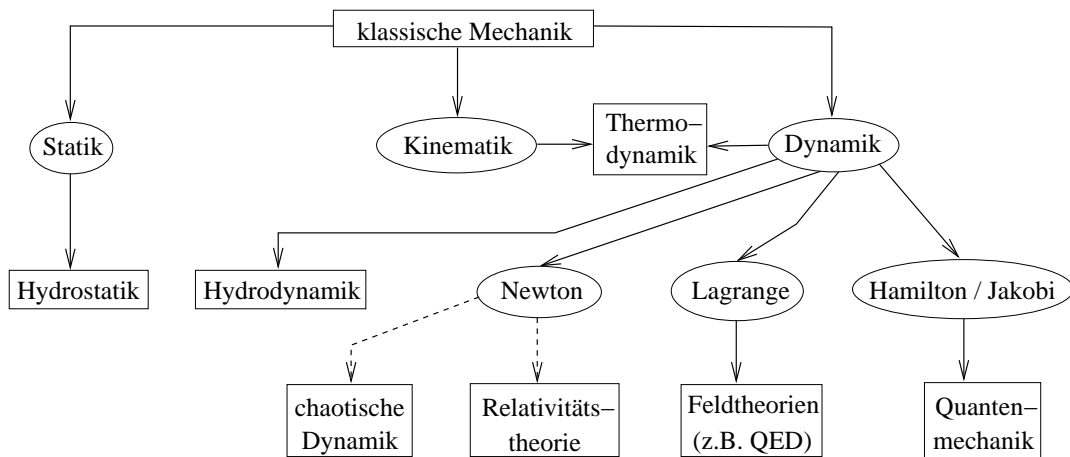 klassische Mechanik
Statik
Kinematik
Thermo–
dynamik
Dynamik
Hydrostatik
Hydrodynamik
Newton
Lagrange
Hamilton / Jakobi
chaotische
Dynamik
Relativitäts–
theorie
Feldtheorien
(z.B. QED)
Quanten–
mechanik